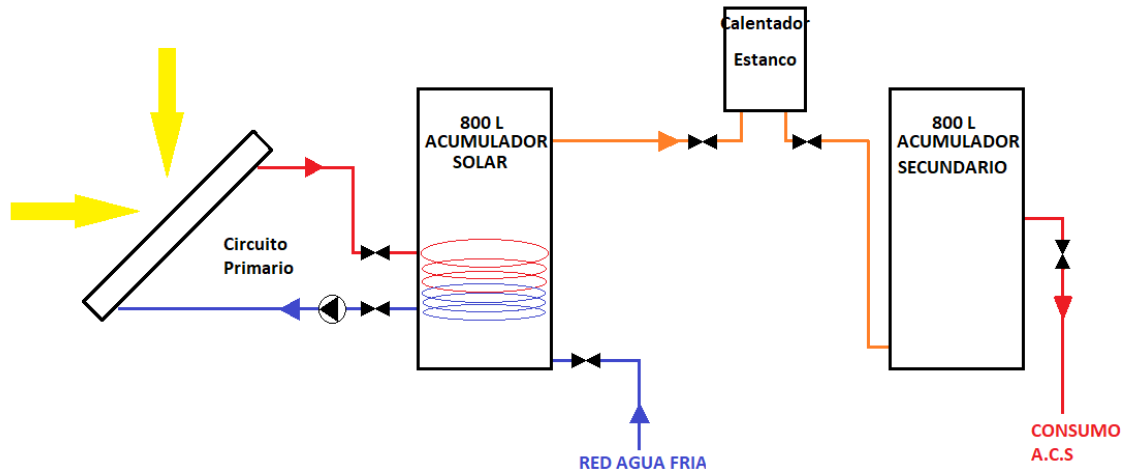 Calentador
Estanco
800 L
ACUMULADOR
SOLAR
800 L
ACUMULADOR
SECUNDARIO
Circuito
Primario
CONSUMO
A.C.S
RED AGUA FRIA